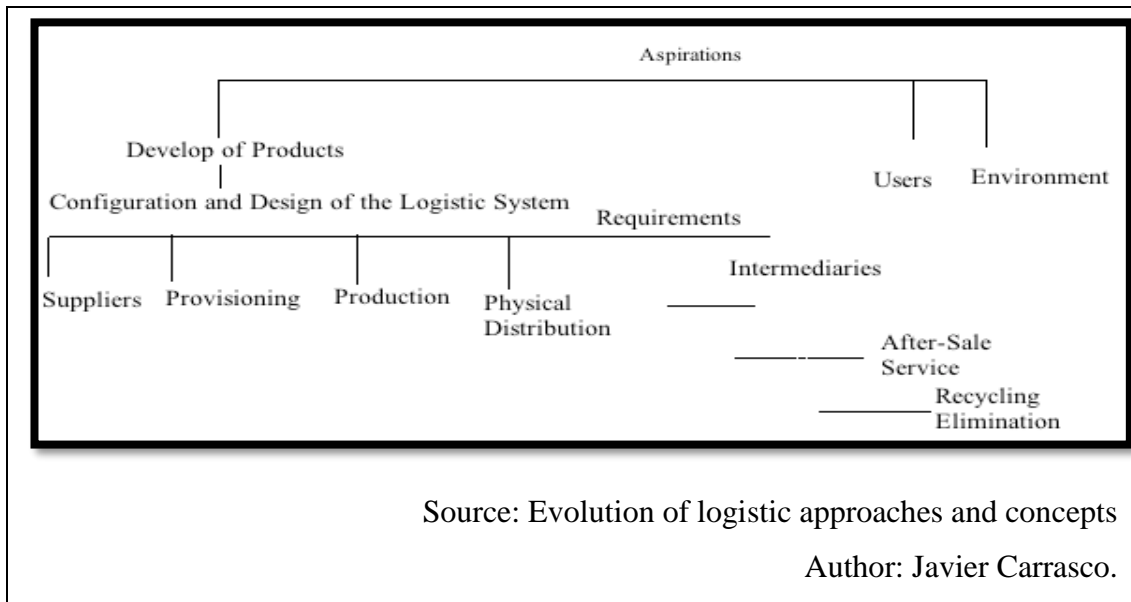 Aspirations
Develop of Products
Users
Environment
Configuration and Design of the Logistic System
Requirements
Intermediaries
Suppliers
Provisioning
Production
Physical
Distribution
After-Sale
Service
Recycling
Elimination
Source: Evolution of logistic approaches and concepts
Author: Javier Carrasco.